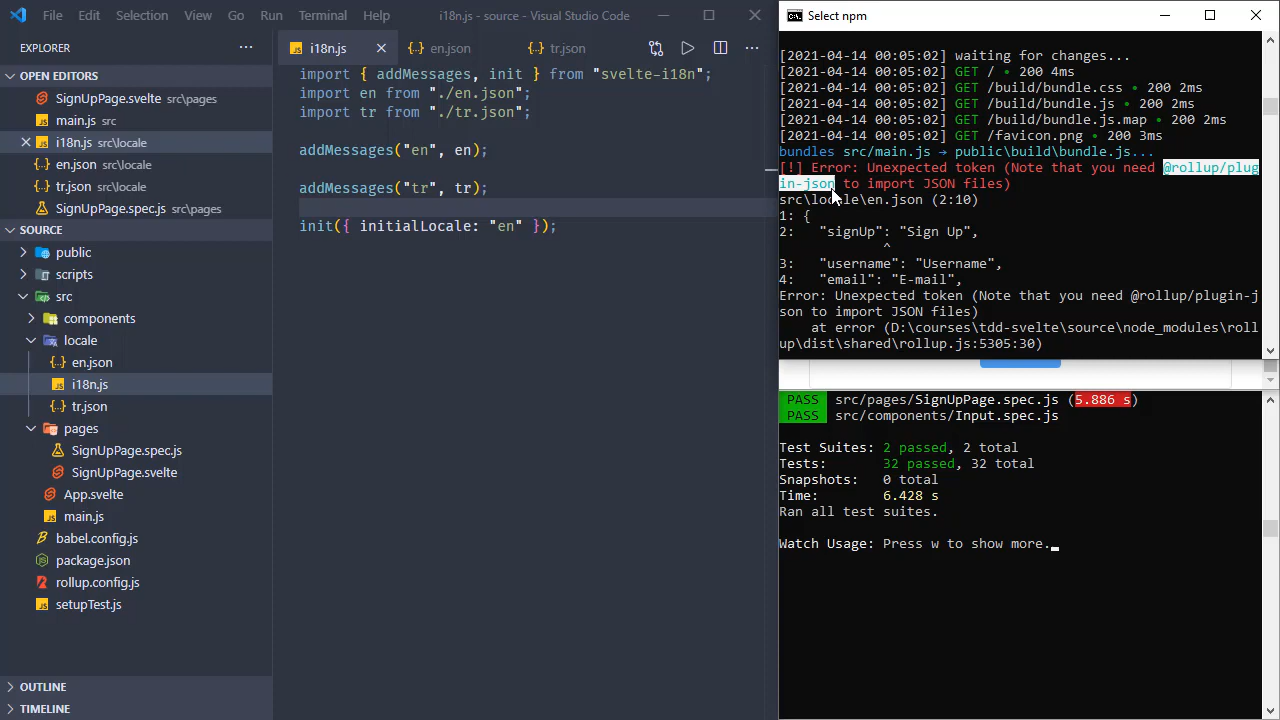 File Edit Selection View Go Run Terminal Help i18n.js - source - Visual Studio Code
EXPLORER
OPEN EDITORS
SignUpPage.svelte src\pages
main.js src
i18n.js src\locale
en.json src\locale
tr.json src\locale
SignUpPage.spec.js src\pages
SOURCE
public
scripts
src
components
locale
en.json
i18n.js
tr.json
pages
SignUpPage.spec.js
SignUpPage.svelte
App.svelte
main.js
babel.config.js
package.json
rollup.config.js
setupTest.js
OUTLINE
TIMELINE
i18n.js en.json tr.json
import { addMessages, init } from "svelte-i18n";
import en from "./en.json";
import tr from "./tr.json";
addMessages("en", en);
addMessages("tr", tr);
init({ initialLocale: "en" });
Select npm
[2021-04-14 00:05:02] waiting for changes...
[2021-04-14 00:05:02] GET / • 200 4ms
[2021-04-14 00:05:02] GET /build/bundle.css • 200 2ms
[2021-04-14 00:05:02] GET /build/bundle.js • 200 2ms
[2021-04-14 00:05:02] GET /build/bundle.js.map • 200 2ms
[2021-04-14 00:05:02] GET /favicon.png • 200 3ms
bundles src/main.js → public\build\bundle.js...
[!] Error: Unexpected token (Note that you need @rollup/plug
in-json to import JSON files)
src\locale\en.json (2:10)
1: {
2: "signUp": "Sign Up",
^
3: "username": "Username",
4: "email": "E-mail",
Error: Unexpected token (Note that you need @rollup/plugin-j
son to import JSON files)
at error (D:\courses\tdd-svelte\source\node_modules\roll
up\dist\shared\rollup.js:5305:30)
PASS src/pages/SignUpPage.spec.js (5.886 s)
PASS src/components/Input.spec.js
Test Suites: 2 passed, 2 total
Tests: 32 passed, 32 total
Snapshots: 0 total
Time: 6.428 s
Ran all test suites.
Watch Usage: Press w to show more.